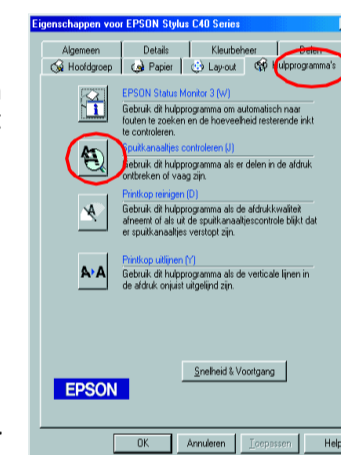 Eigenschappen voor EPSON Stylus C40 Series
Algemeen Details Kleurbeheer Delen
Hoofdgroep Papier Lay-out Hulpprogramma's
EPSON Status Monitor 3 (W)
Gebruik dit hulpprogramma om automatisch naar
fouten te zoeken en de hoeveelheid resterende inkt
te controleren.
Spuitkanaaltjes controleren (J)
Gebruik dit hulpprogramma als er delen in de afdruk
ontbreken of vaag zijn.
Printkop reinigen (D)
Gebruik dit hulpprogramma als de afdrukkwaliteit
afneemt of als uit de spuitkanaaltjescontrole blijkt dat
er spuitkanaaltjes verstopt zijn.
Printkop uitlijnen (Y)
Gebruik dit hulpprogramma als de verticale lijnen in
de afdruk onjuist uitgelijnd zijn.
Snelheid & Voortgang
EPSON
OK Annuleren Toepassen Help